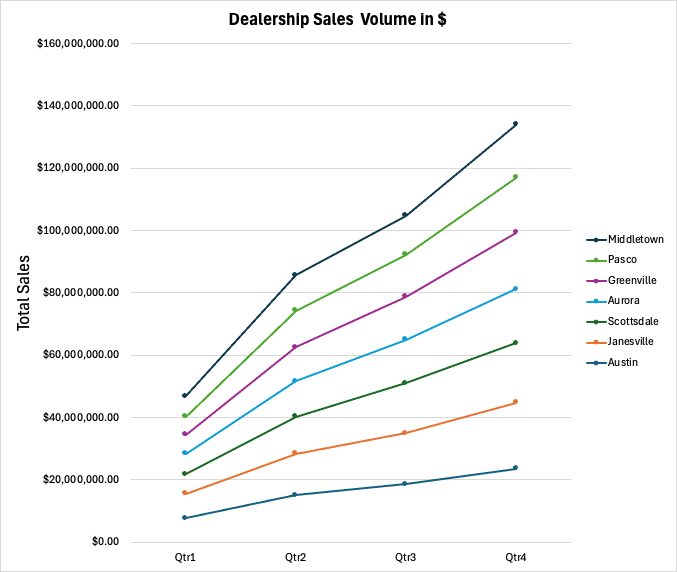 Dealership Sales  Volume in $
$160,000,000.00
$140,000,000.00
$120,000,000.00
$100,000,000.00
$80,000,000.00
$60,000,000.00
$40,000,000.00
$20,000,000.00
$0.00
Total Sales
Qtr1
Qtr2
Qtr3
Qtr4
Middletown
Pasco
Greenville
Aurora
Scottsdale
Janesville
Austin